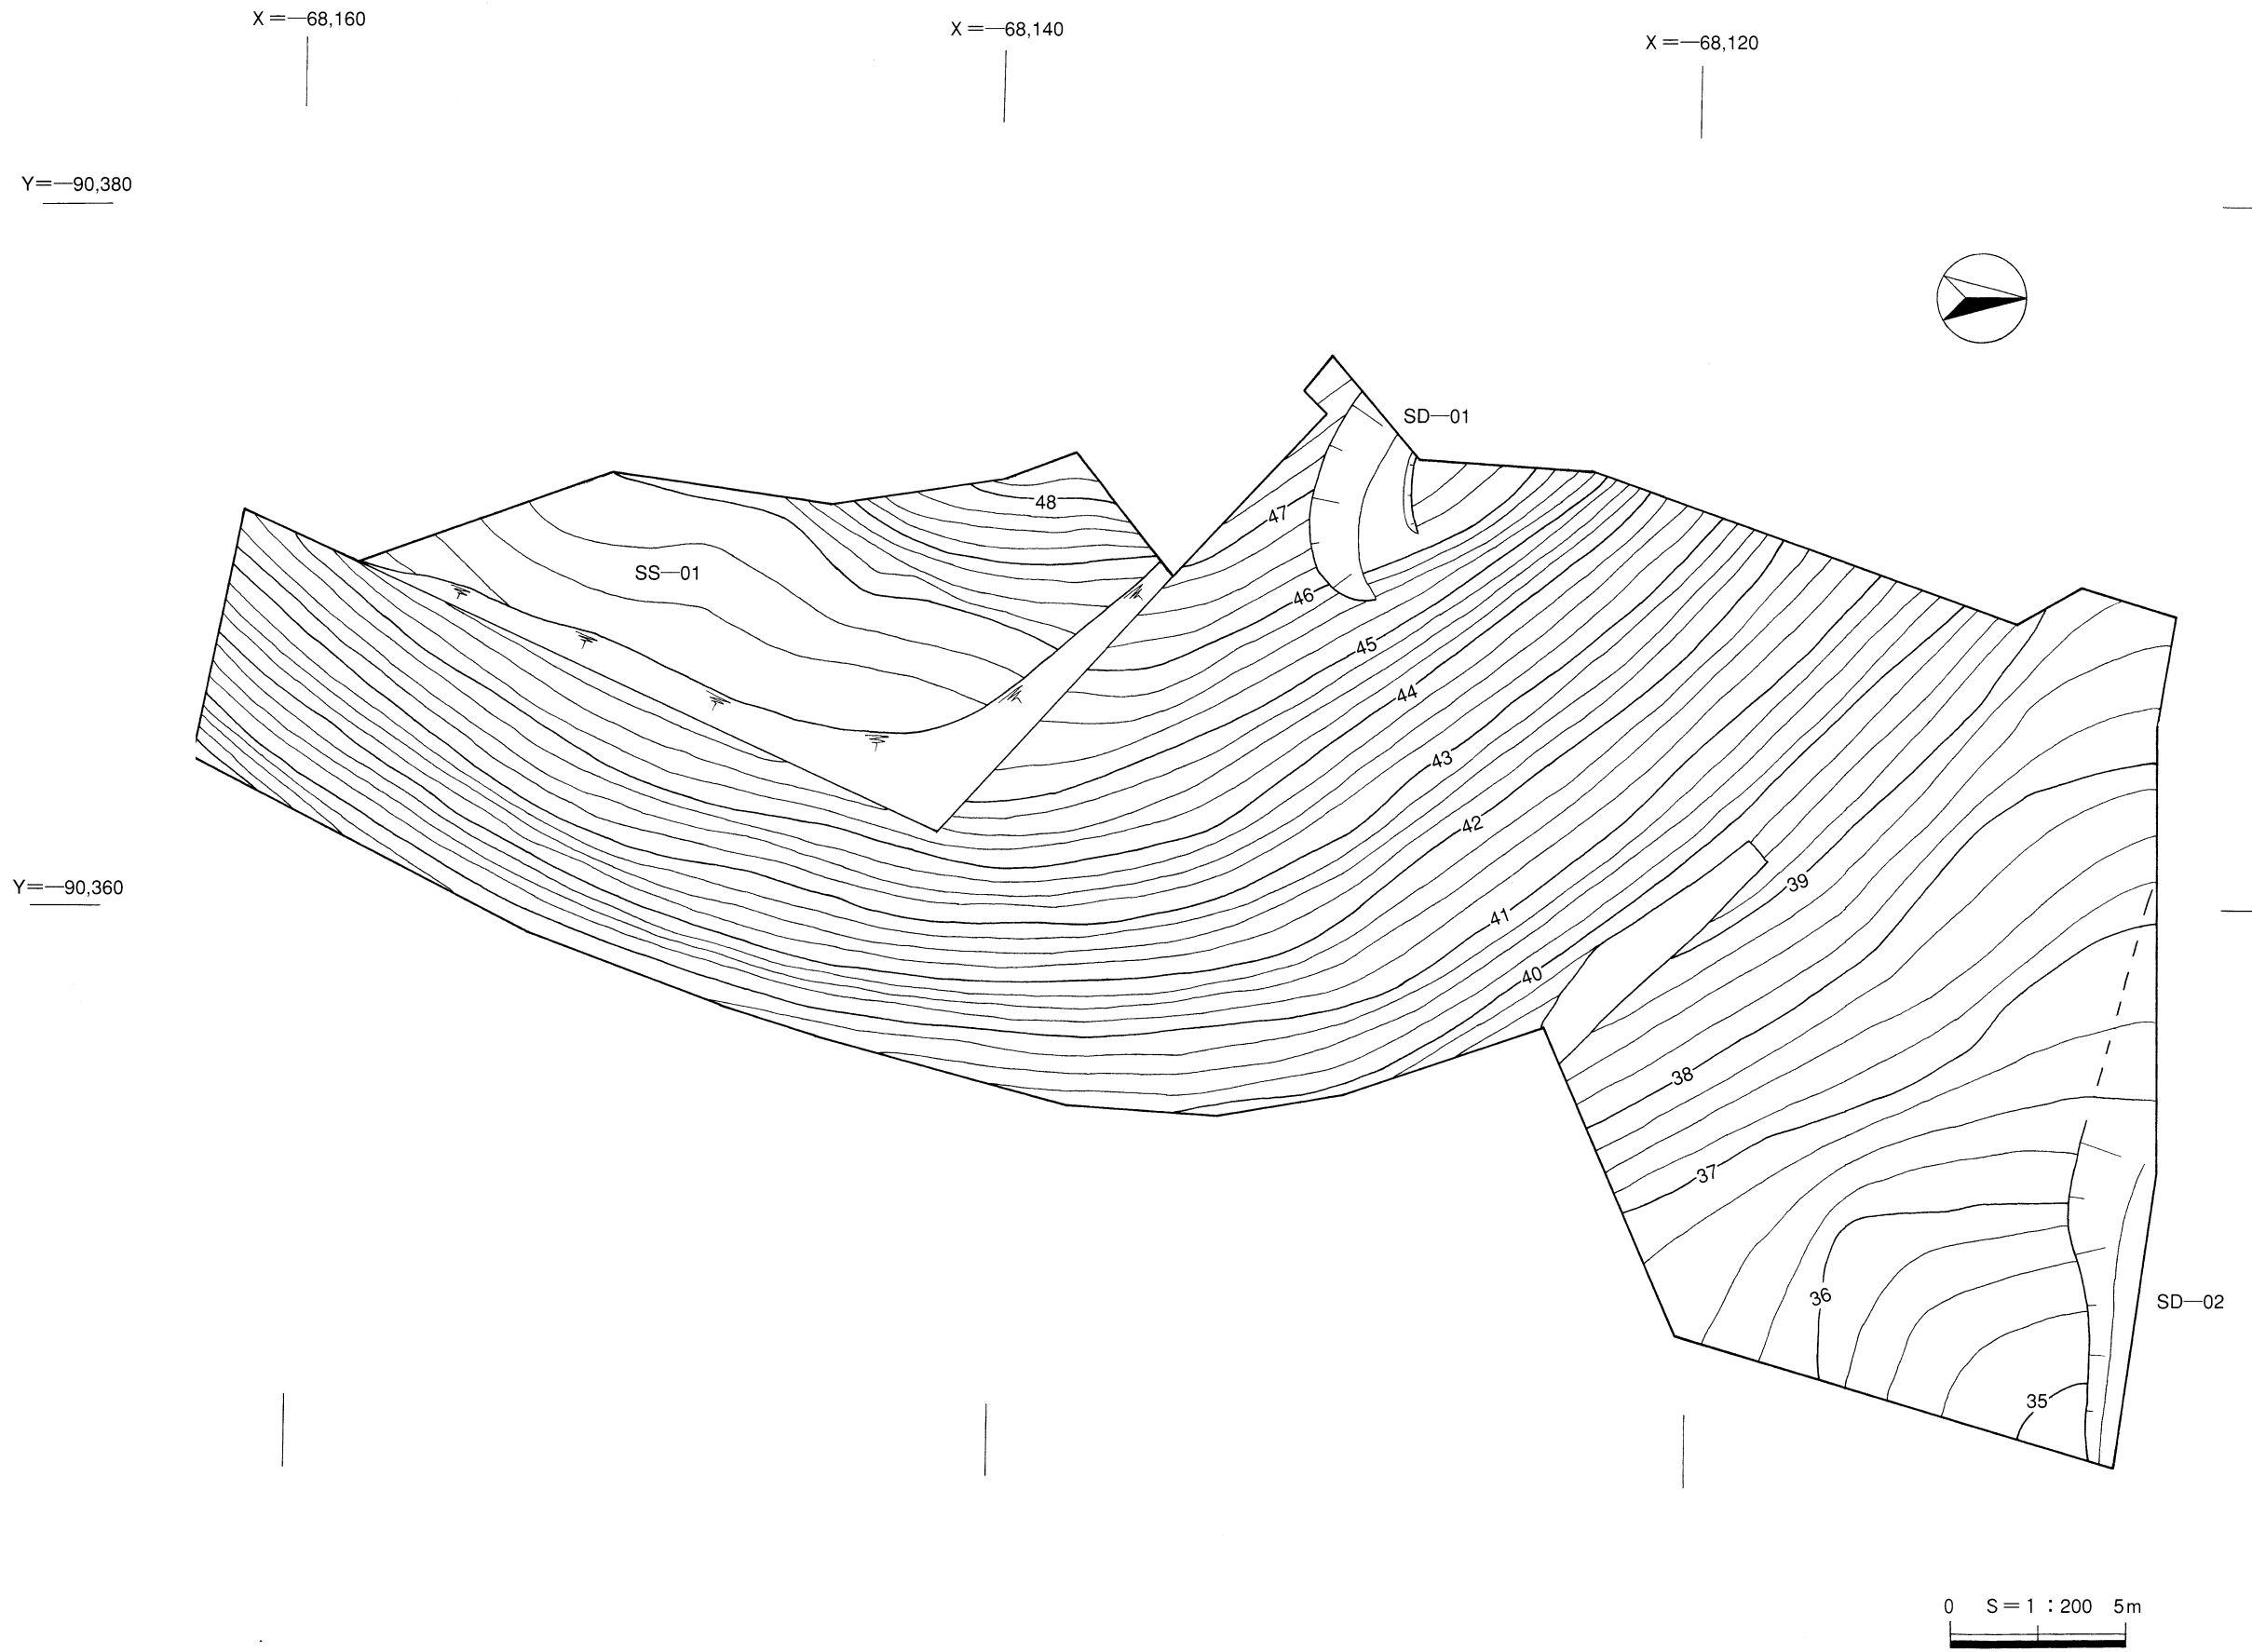 X=—68,160
X=—68,140
X=—68,120
Y=—90,380
SD—01
48
47
SS—01
46
45
44
43
42
39
Y=—90,360
41
40
38
37
36
SD—02
35
0 S=1:200 5m